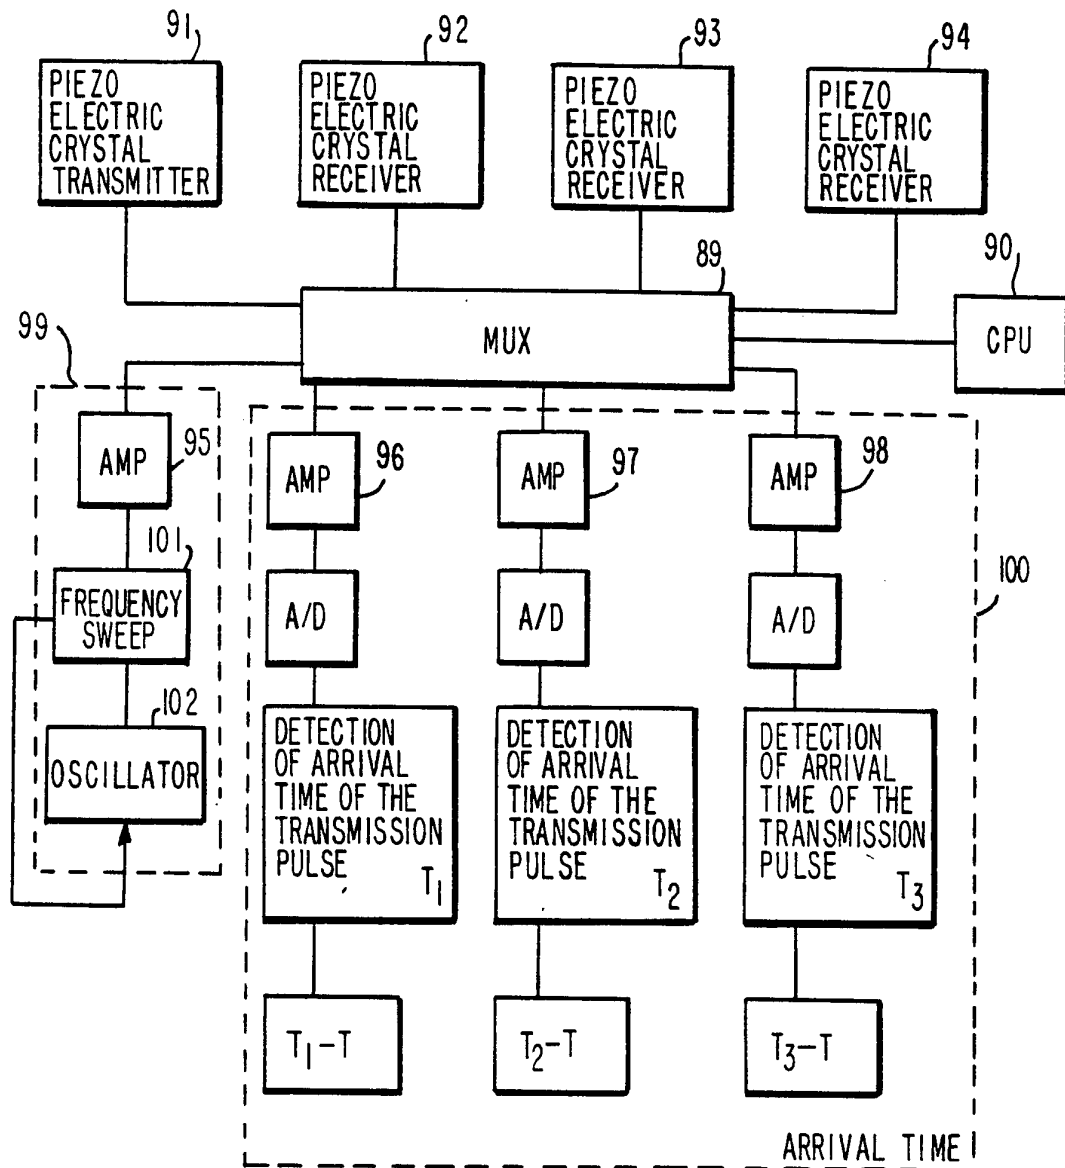 91
92
93
94
PIEZO
ELECTRIC
CRYSTAL
TRANSMITTER
PIEZO
ELECTRIC
CRYSTAL
RECEIVER
PIEZO
ELECTRIC
CRYSTAL
RECEIVER
PIEZO
ELECTRIC
CRYSTAL
RECEIVER
89
90
MUX
CPU
99
AMP
95
AMP
96
AMP
97
AMP
98
101
FREQUENCY
SWEEP
A/D
A/D
A/D
100
102
OSCILLATOR
DETECTION
OF ARRIVAL
TIME OF THE
TRANSMISSION
PULSE
T1
DETECTION
OF ARRIVAL
TIME OF THE
TRANSMISSION
PULSE
T2
DETECTION
OF ARRIVAL
TIME OF THE
TRANSMISSION
PULSE
T3
T1-T
T2-T
T3-T
ARRIVAL TIME